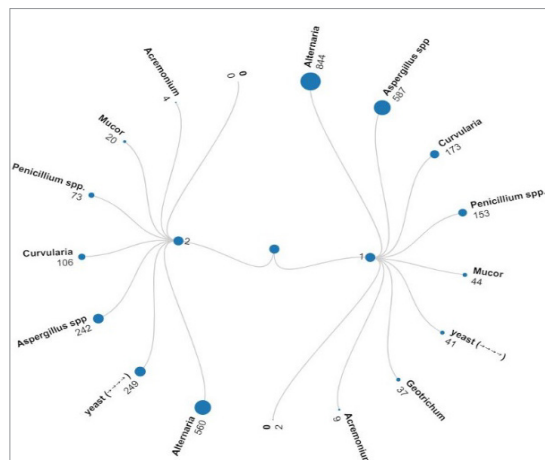 Alternaria
844
Aspergillus spp
587
Curvularia
173
Penicillium spp.
153
Mucor
44
yeast (----)
41
Geotrichum
37
Acremonium
9
0
2
1
0
0
Acremonium
4
Mucor
20
Penicillium spp.
73
Curvularia
106
Aspergillus spp
242
yeast (----)
249
Alternaria
560
2